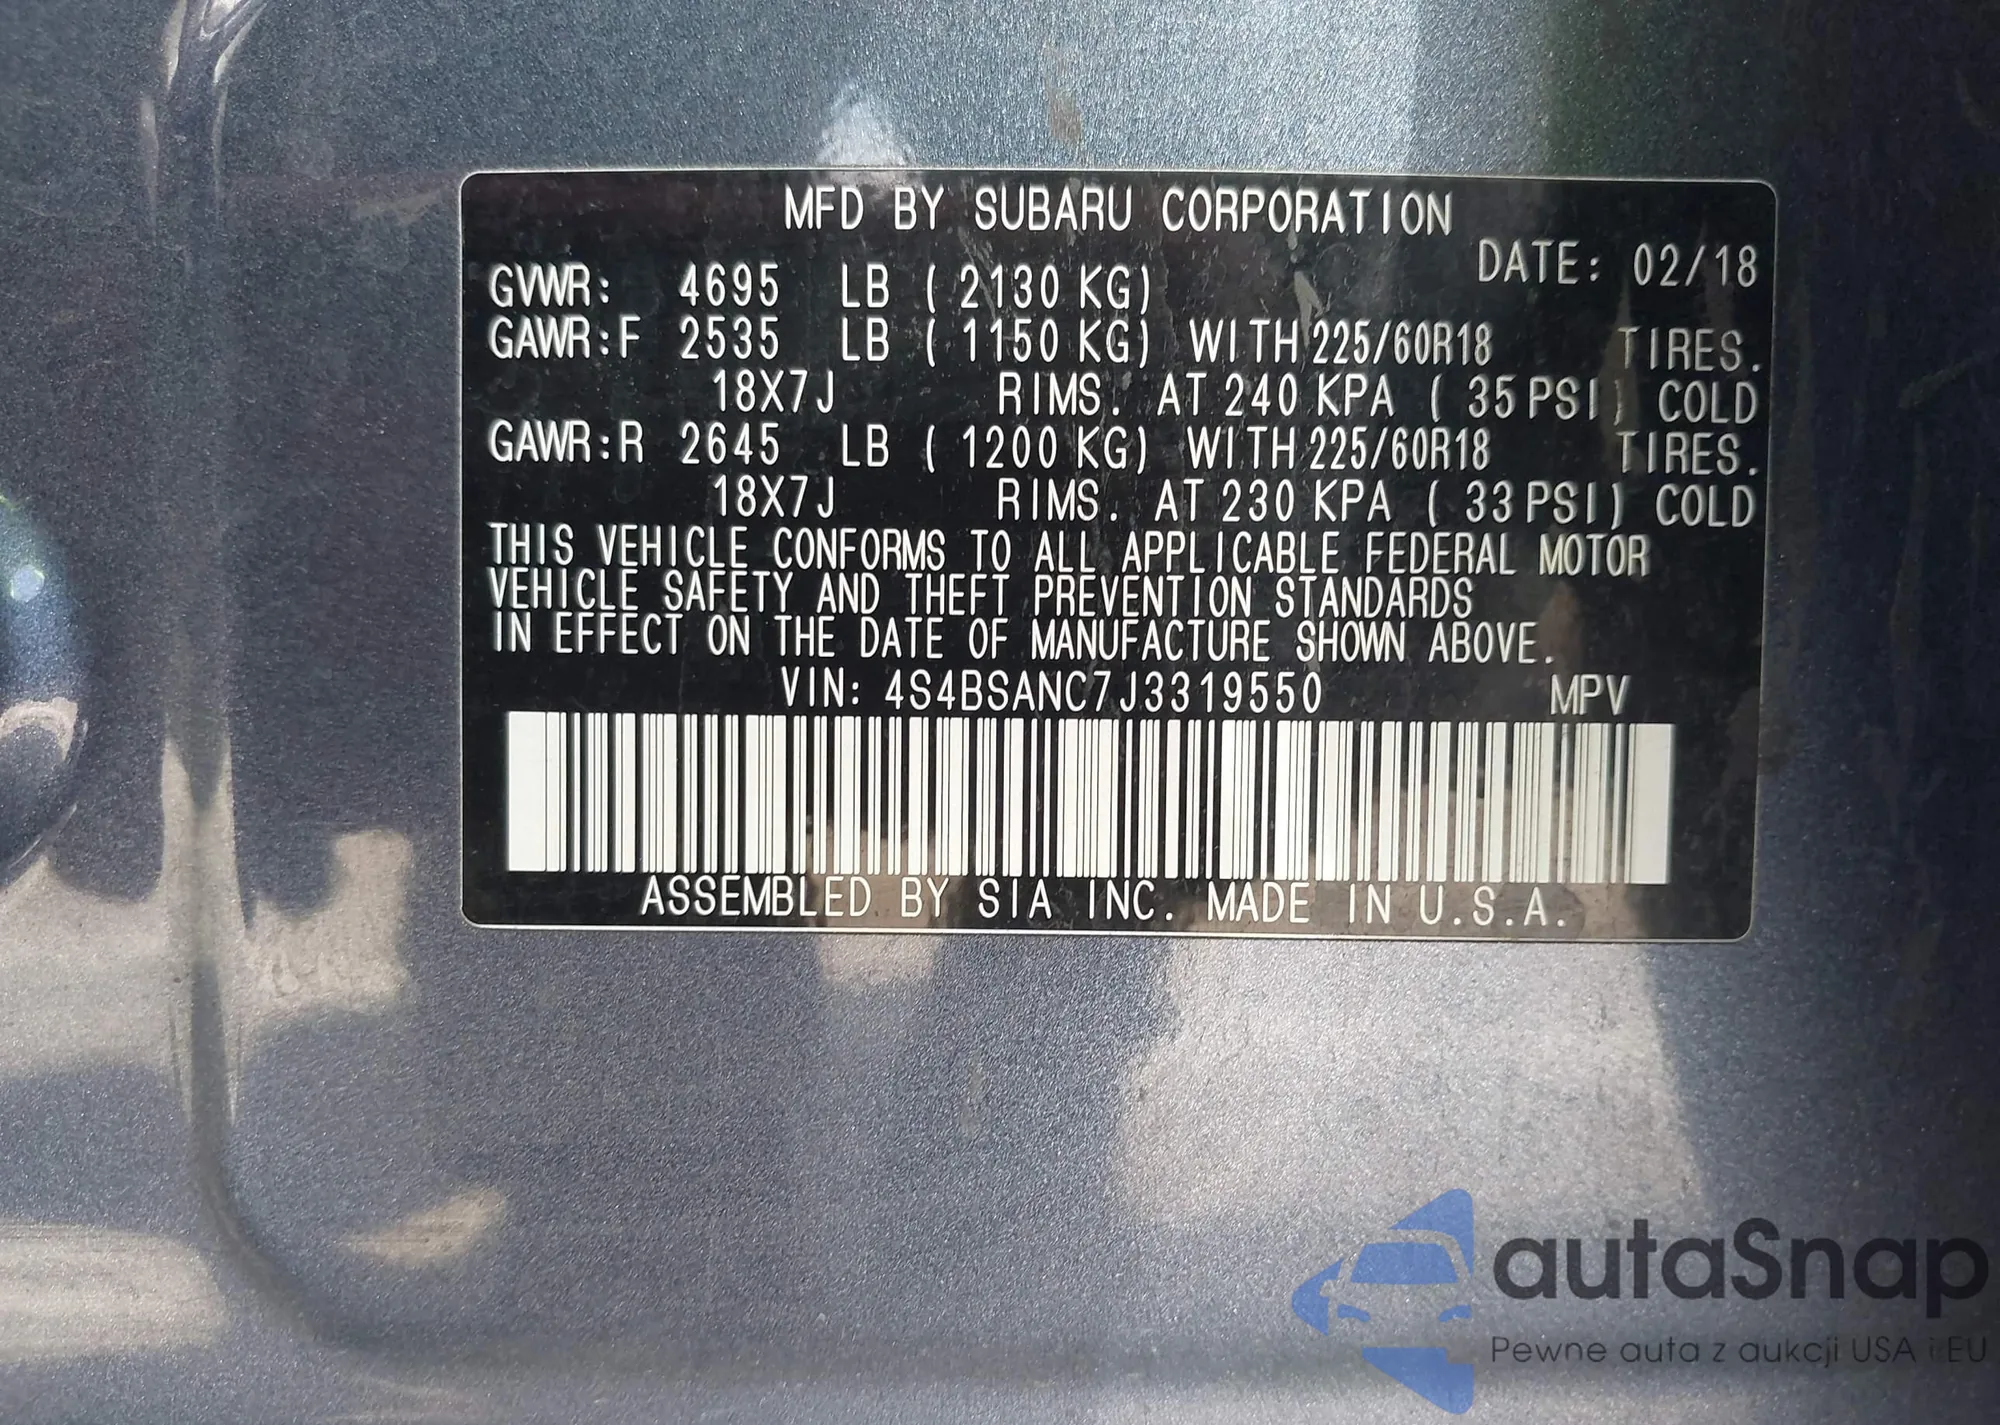 MFD BY SUBARU CORPORATION
DATE: 02/18
GVWR: 4695 LB ( 2130 KG)
GAWR:F 2535 LB ( 1150 KG) WITH 225/60R18 TIRES.
18X7J RIMS. AT 240 KPA ( 35 PSI) COLD
GAWR:R 2645 LB ( 1200 KG) WITH 225/60R18 TIRES.
18X7J RIMS. AT 230 KPA ( 33 PSI) COLD
THIS VEHICLE CONFORMS TO ALL APPLICABLE FEDERAL MOTOR
VEHICLE SAFETY AND THEFT PREVENTION STANDARDS
IN EFFECT ON THE DATE OF MANUFACTURE SHOWN ABOVE.
VIN: 4S4BSANC7J3319550 MPV
ASSEMBLED BY SIA INC. MADE IN U.S.A.
autaSnap
Pewne auta z aukcji USA i EU